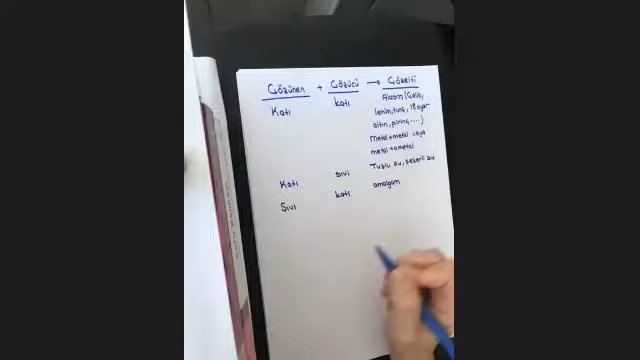 Çözünen + Çözücü → Çözelti
Katı katı Alaşım (Çelik,
lehim, tunç, 18 ayar
altın, pirinç, ....)
Metal+metal veya
metal+ametal
Katı sıvı Tuzlu su, şekerli su
Sıvı katı amalgam